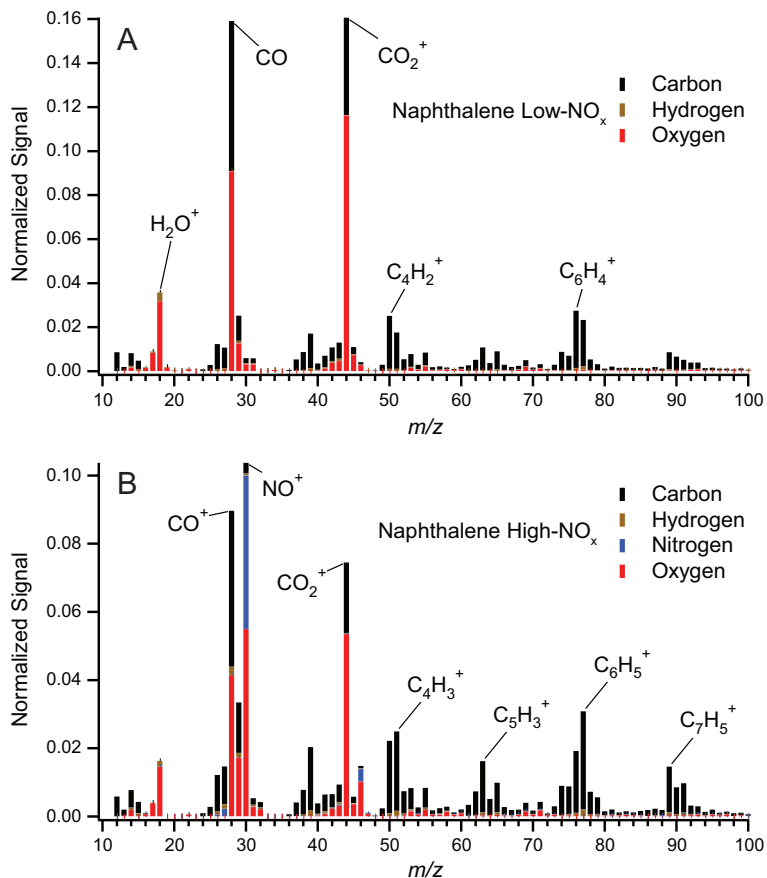 A
0.16
0.14
0.12
0.10
0.08
0.06
0.04
0.02
0.00
Normalized Signal
CO
CO₂⁺
H₂O⁺
C₄H₂⁺
C₆H₄⁺
Naphthalene Low-NOₓ
Carbon
Hydrogen
Oxygen
10 20 30 40 50 60 70 80 90 100
m/z
B
0.10
0.08
0.06
0.04
0.02
0.00
Normalized Signal
CO⁺
NO⁺
CO₂⁺
C₄H₃⁺
C₅H₃⁺
C₆H₅⁺
C₇H₅⁺
Naphthalene High-NOₓ
Carbon
Hydrogen
Nitrogen
Oxygen
10 20 30 40 50 60 70 80 90 100
m/z